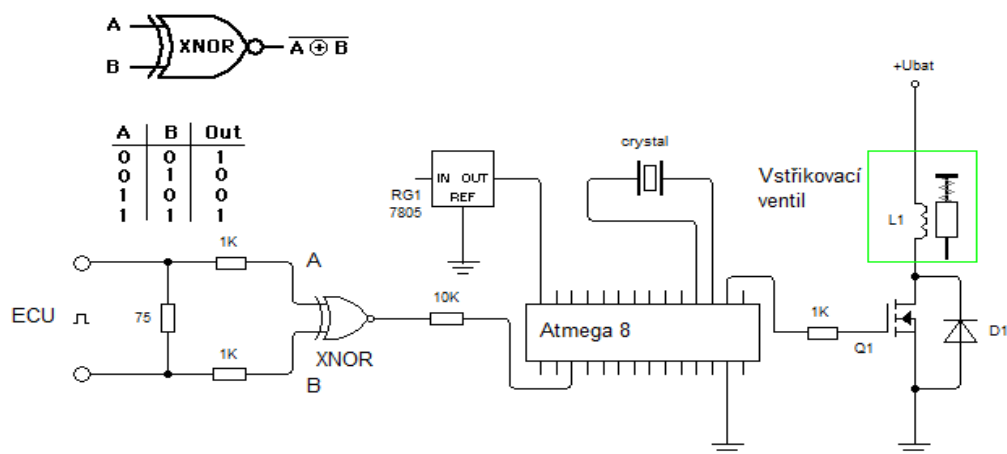 A
XNOR
A ⊕ B
B
A B Out
0 0 1
0 1 0
1 0 0
1 1 1
+Ubat
crystal
Vstřikovací
ventil
IN OUT
REF
RG1
7805
L1
1K
A
ECU
75
10K
Atmega 8
1K
Q1
D1
1K
XNOR
B